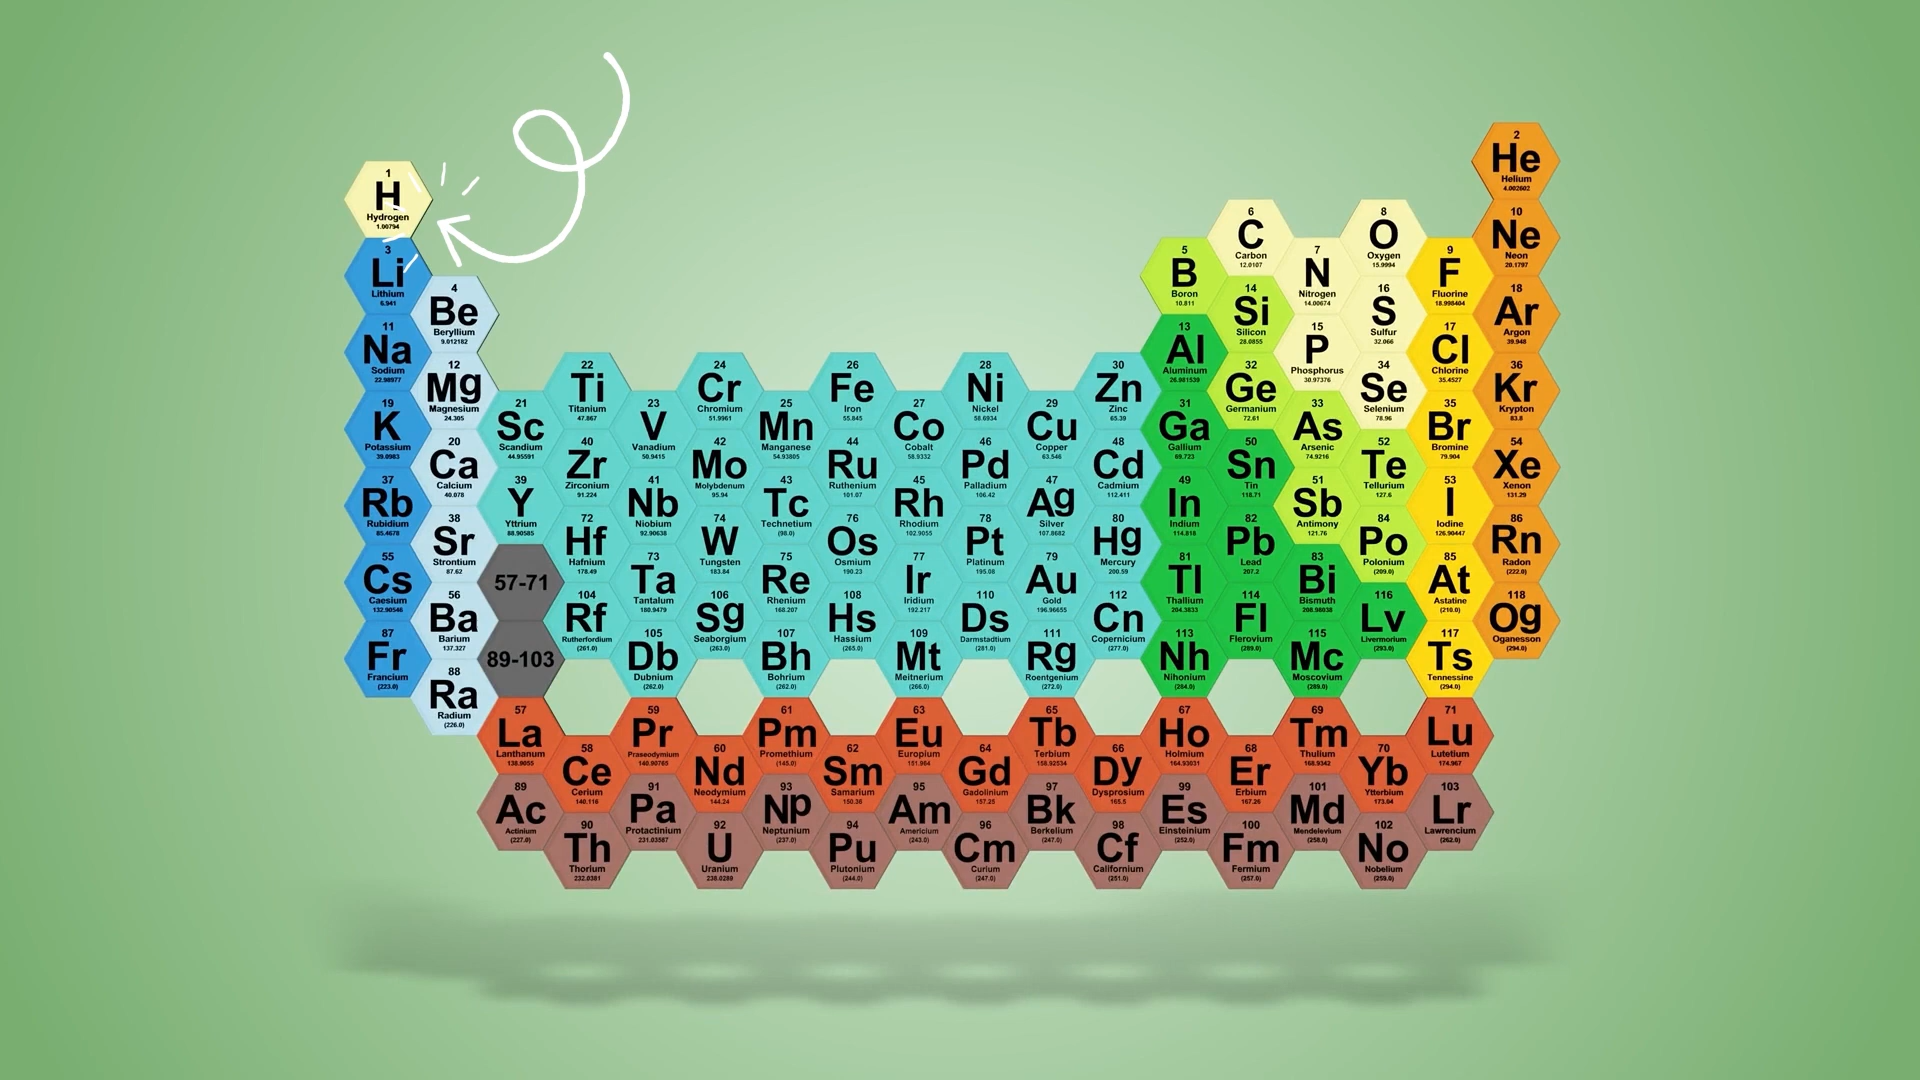 1
H
Hydrogen
1.00794
2
He
Helium
4.002602
3
Li
Lithium
6.941
4
Be
Beryllium
9.012182
5
B
Boron
10.811
6
C
Carbon
12.0107
7
N
Nitrogen
14.00674
8
O
Oxygen
15.9994
9
F
Fluorine
18.998404
10
Ne
Neon
20.1797
11
Na
Sodium
22.98977
12
Mg
Magnesium
24.305
13
Al
Aluminum
26.981539
14
Si
Silicon
28.0855
15
P
Phosphorus
30.97376
16
S
Sulfur
32.066
17
Cl
Chlorine
35.4527
18
Ar
Argon
39.948
19
K
Potassium
39.0983
20
Ca
Calcium
40.078
21
Sc
Scandium
44.95591
22
Ti
Titanium
47.867
23
V
Vanadium
50.9415
24
Cr
Chromium
51.9961
25
Mn
Manganese
54.93805
26
Fe
Iron
55.845
27
Co
Cobalt
58.9332
28
Ni
Nickel
58.6934
29
Cu
Copper
63.546
30
Zn
Zinc
65.39
31
Ga
Gallium
69.723
32
Ge
Germanium
72.61
33
As
Arsenic
74.9216
34
Se
Selenium
78.96
35
Br
Bromine
79.904
36
Kr
Krypton
83.8
37
Rb
Rubidium
85.4678
38
Sr
Strontium
87.62
39
Y
Yttrium
88.90585
40
Zr
Zirconium
91.224
41
Nb
Niobium
92.90638
42
Mo
Molybdenum
95.94
43
Tc
Technetium
(98.0)
44
Ru
Ruthenium
101.07
45
Rh
Rhodium
102.9055
46
Pd
Palladium
106.42
47
Ag
Silver
107.8682
48
Cd
Cadmium
112.411
49
In
Indium
114.818
50
Sn
Tin
118.71
51
Sb
Antimony
121.76
52
Te
Tellurium
127.6
53
I
Iodine
126.90447
54
Xe
Xenon
131.29
55
Cs
Caesium
132.90546
56
Ba
Barium
137.327
57-71
72
Hf
Hafnium
178.49
73
Ta
Tantalum
180.9479
74
W
Tungsten
183.84
75
Re
Rhenium
168.207
76
Os
Osmium
190.23
77
Ir
Iridium
192.217
78
Pt
Platinum
195.08
79
Au
Gold
196.96655
80
Hg
Mercury
200.59
81
Tl
Thallium
204.3833
82
Pb
Lead
207.2
83
Bi
Bismuth
208.98038
84
Po
Polonium
(209.0)
85
At
Astatine
(210.0)
86
Rn
Radon
(222.0)
87
Fr
Francium
(223.0)
88
Ra
Radium
(226.0)
89-103
104
Rf
Rutherfordium
(261.0)
105
Db
Dubnium
(262.0)
106
Sg
Seaborgium
(263.0)
107
Bh
Bohrium
(262.0)
108
Hs
Hassium
(265.0)
109
Mt
Meitnerium
(266.0)
110
Ds
Darmstadtium
(281.0)
111
Rg
Roentgenium
(272.0)
112
Cn
Copernicium
(277.0)
113
Nh
Nihonium
(284.0)
114
Fl
Flerovium
(289.0)
115
Mc
Moscovium
(289.0)
116
Lv
Livermorium
(293.0)
117
Ts
Tennessine
(294.0)
118
Og
Oganesson
(294.0)
57
La
Lanthanum
138.9055
58
Ce
Cerium
140.116
59
Pr
Praseodymium
140.90765
60
Nd
Neodymium
144.24
61
Pm
Promethium
(145.0)
62
Sm
Samarium
150.36
63
Eu
Europium
151.964
64
Gd
Gadolinium
157.25
65
Tb
Terbium
158.92534
66
Dy
Dysprosium
165.5
67
Ho
Holmium
164.93031
68
Er
Erbium
167.26
69
Tm
Thulium
168.9342
70
Yb
Ytterbium
173.04
71
Lu
Lutetium
174.967
89
Ac
Actinium
(227.0)
90
Th
Thorium
232.0381
91
Pa
Protactinium
231.03587
92
U
Uranium
238.0289
93
Np
Neptunium
(237.0)
94
Pu
Plutonium
(244.0)
95
Am
Americium
(243.0)
96
Cm
Curium
(247.0)
97
Bk
Berkelium
(247.0)
98
Cf
Californium
(251.0)
99
Es
Einsteinium
(252.0)
100
Fm
Fermium
(257.0)
101
Md
Mendelevium
(258.0)
102
No
Nobelium
(259.0)
103
Lr
Lawrencium
(262.0)